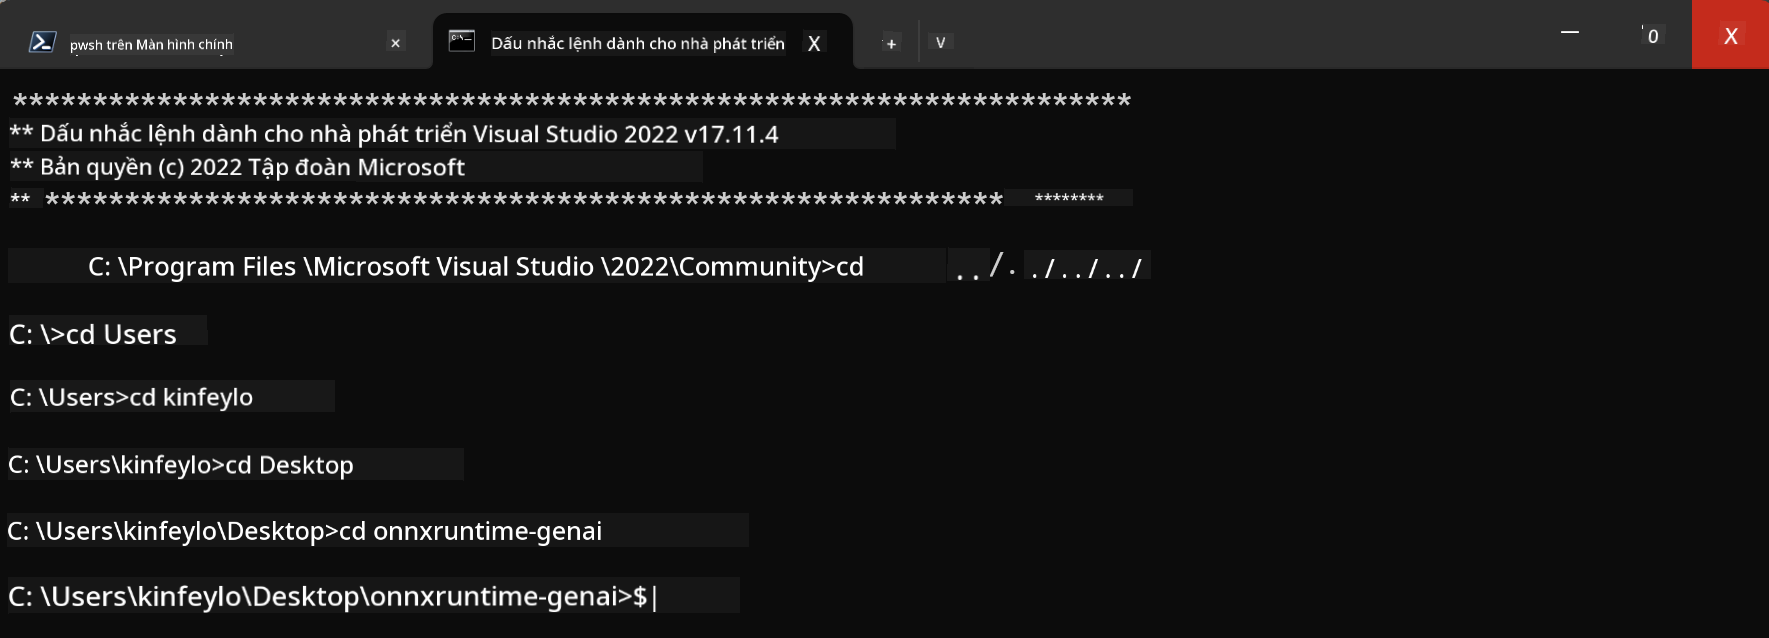 pwsh trên Màn hình chính × Dấu nhắc lệnh dành cho nhà phát triển X + V — 0 X
**********************************************************************
** Dấu nhắc lệnh dành cho nhà phát triển Visual Studio 2022 v17.11.4
** Bản quyền (c) 2022 Tập đoàn Microsoft
** ************************************************************ ********
C: \Program Files \Microsoft Visual Studio \2022\Community>cd ../../../../
C: \>cd Users
C: \Users>cd kinfeylo
C: \Users\kinfeylo>cd Desktop
C: \Users\kinfeylo\Desktop>cd onnxruntime-genai
C: \Users\kinfeylo\Desktop\onnxruntime-genai>$|